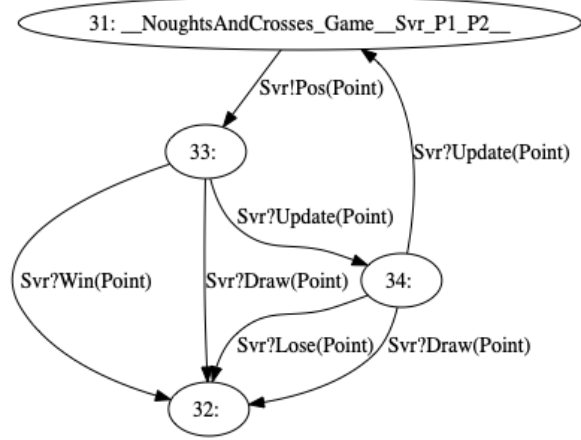 31: __NoughtsAndCrosses_Game__Svr_P1_P2__
Svr!Pos(Point)
33:
Svr?Update(Point)
Svr?Update(Point)
Svr?Win(Point)
Svr?Draw(Point)
34:
Svr?Lose(Point)
Svr?Draw(Point)
32: